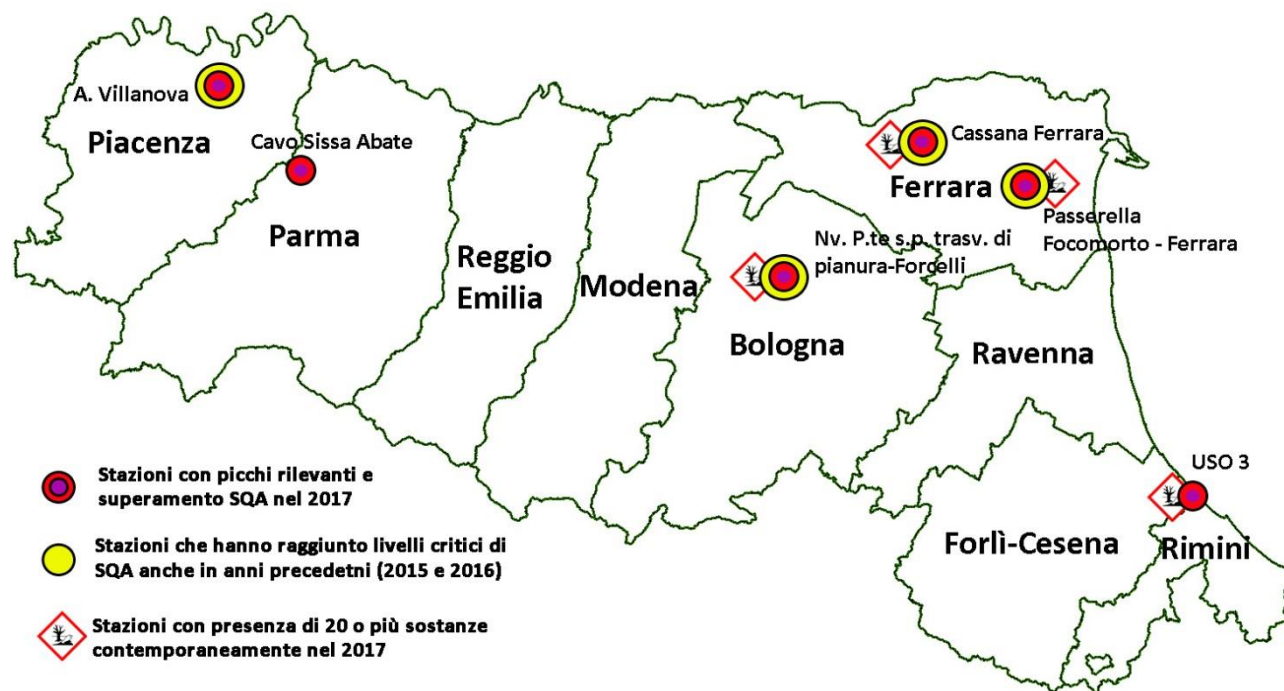 A. Villanova
Piacenza
Cavo Sissa Abate
Parma
Reggio
Emilia
Modena
Cassana Ferrara
Ferrara
Passerella
Focomorto - Ferrara
Nv. P.te s.p. trasv. di
pianura-Forcelli
Bologna
Ravenna
USO 3
Forlì-Cesena
Rimini
Stazioni con picchi rilevanti e
superamento SQA nel 2017
Stazioni che hanno raggiunto livelli critici di
SQA anche in anni precedetni (2015 e 2016)
Stazioni con presenza di 20 o più sostanze
contemporaneamente nel 2017